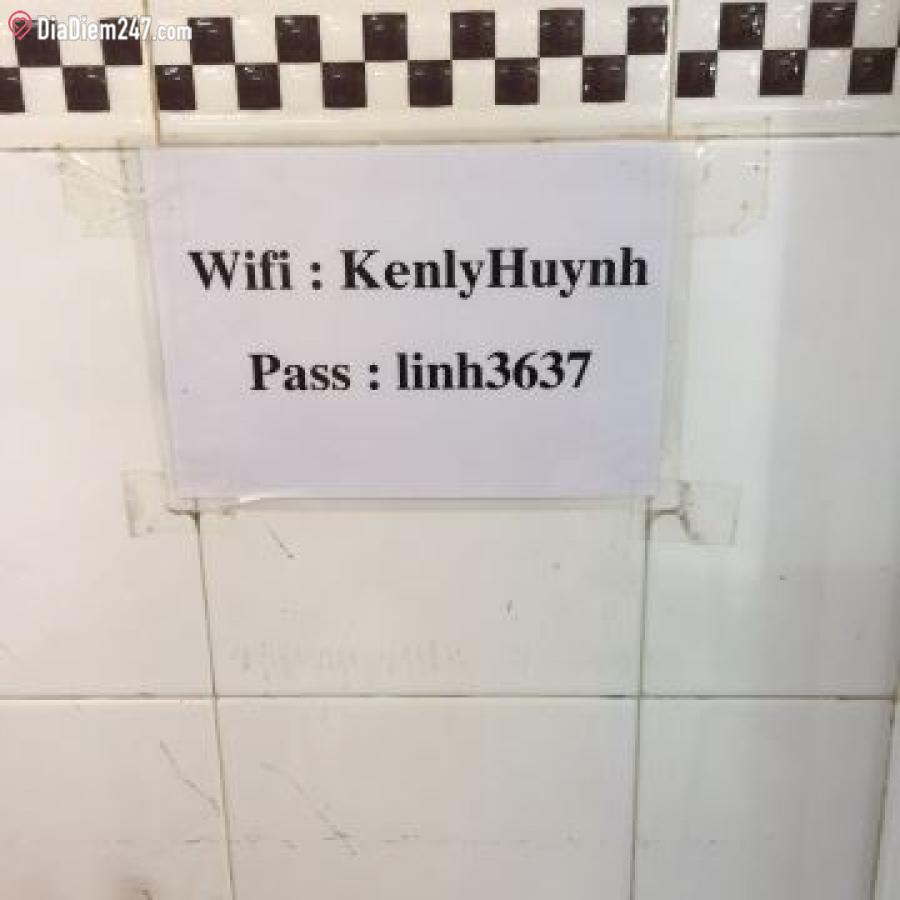 DiaDiem247.com
Wifi : KenlyHuynh
Pass : linh3637